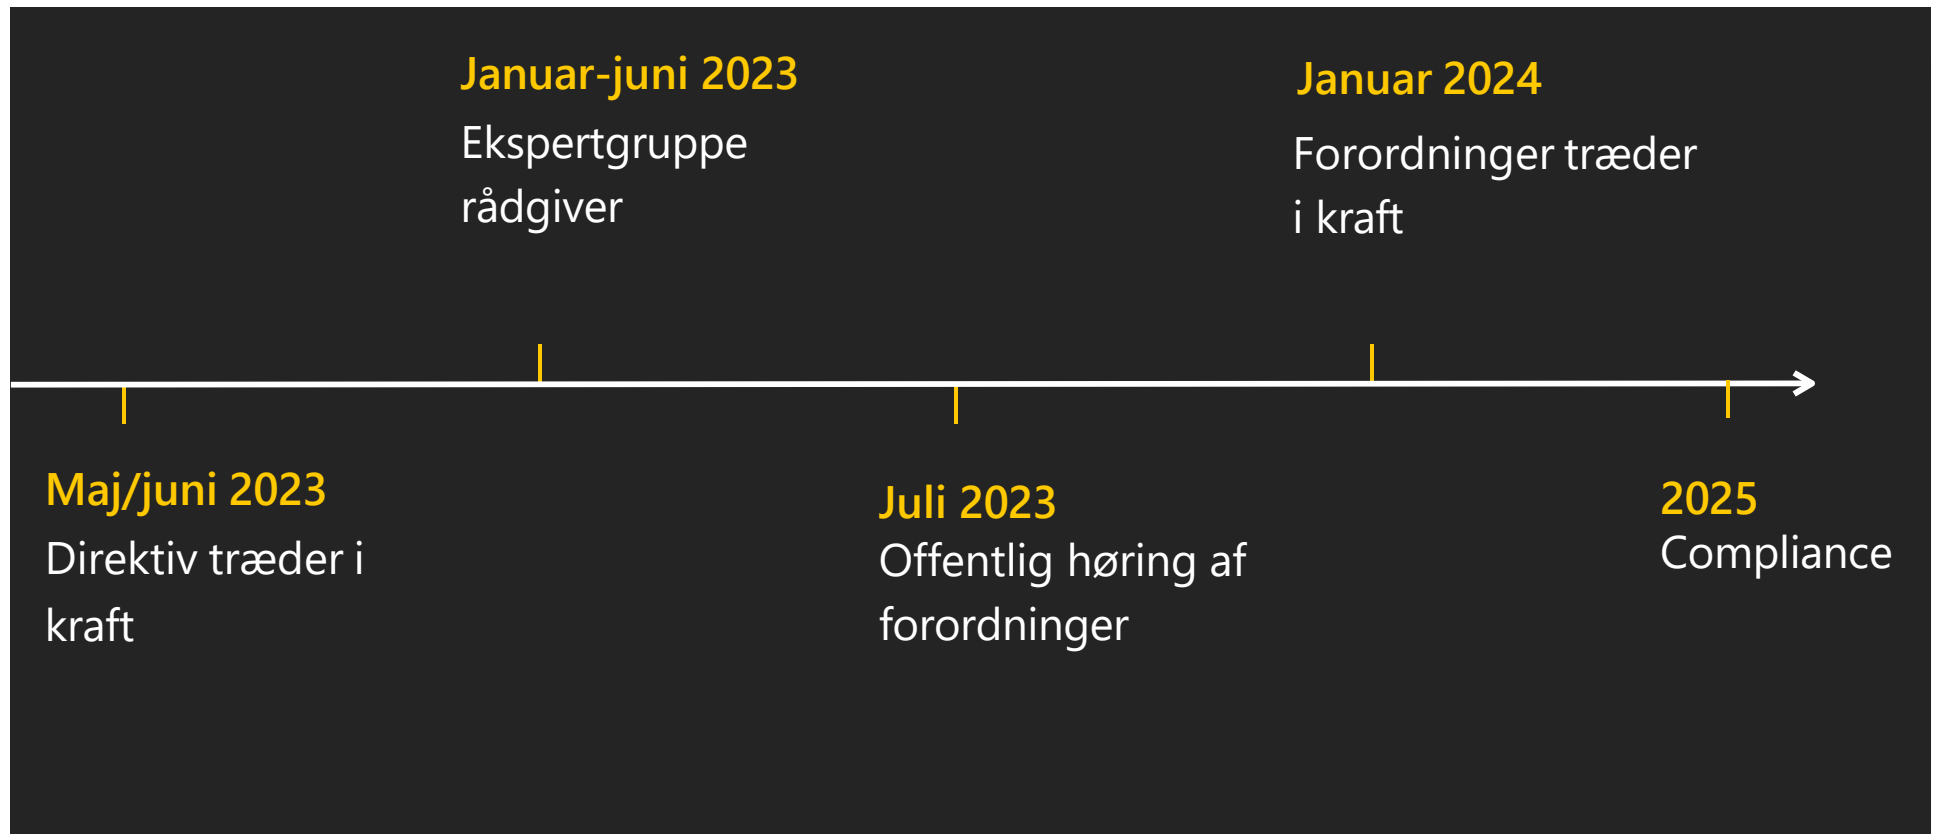 Januar-juni 2023
Ekspertgruppe
rådgiver
Januar 2024
Forordninger træder
i kraft
Maj/juni 2023
Direktiv træder i
kraft
Juli 2023
Offentlig høring af
forordninger
2025
Compliance